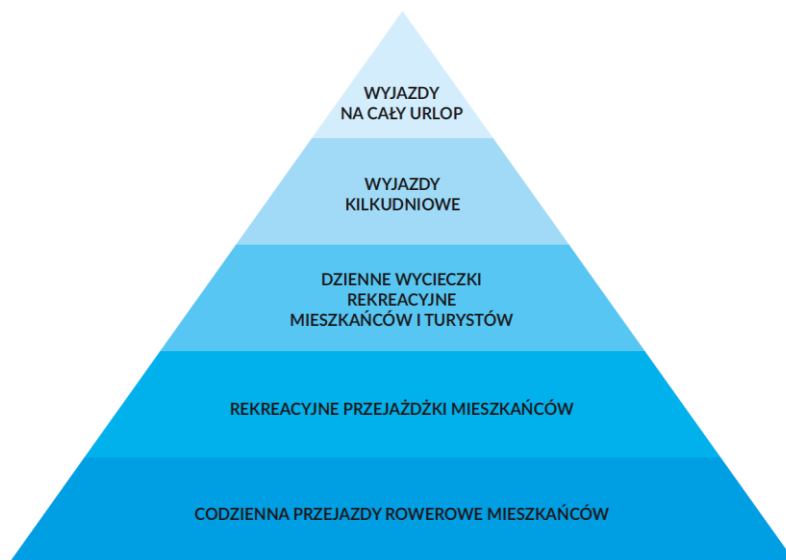 WYJAZDY
NA CAŁY URLOP
WYJAZDY
KILKUDNIOWE
DZIENNE WYCIECZKI
REKREACYJNE
MIESZKAŃCÓW I TURYSTÓW
REKREACYJNE PRZEJAŻDŻKI MIESZKAŃCÓW
CODZIENNA PRZEJAZDY ROWEROWE MIESZKAŃCÓW